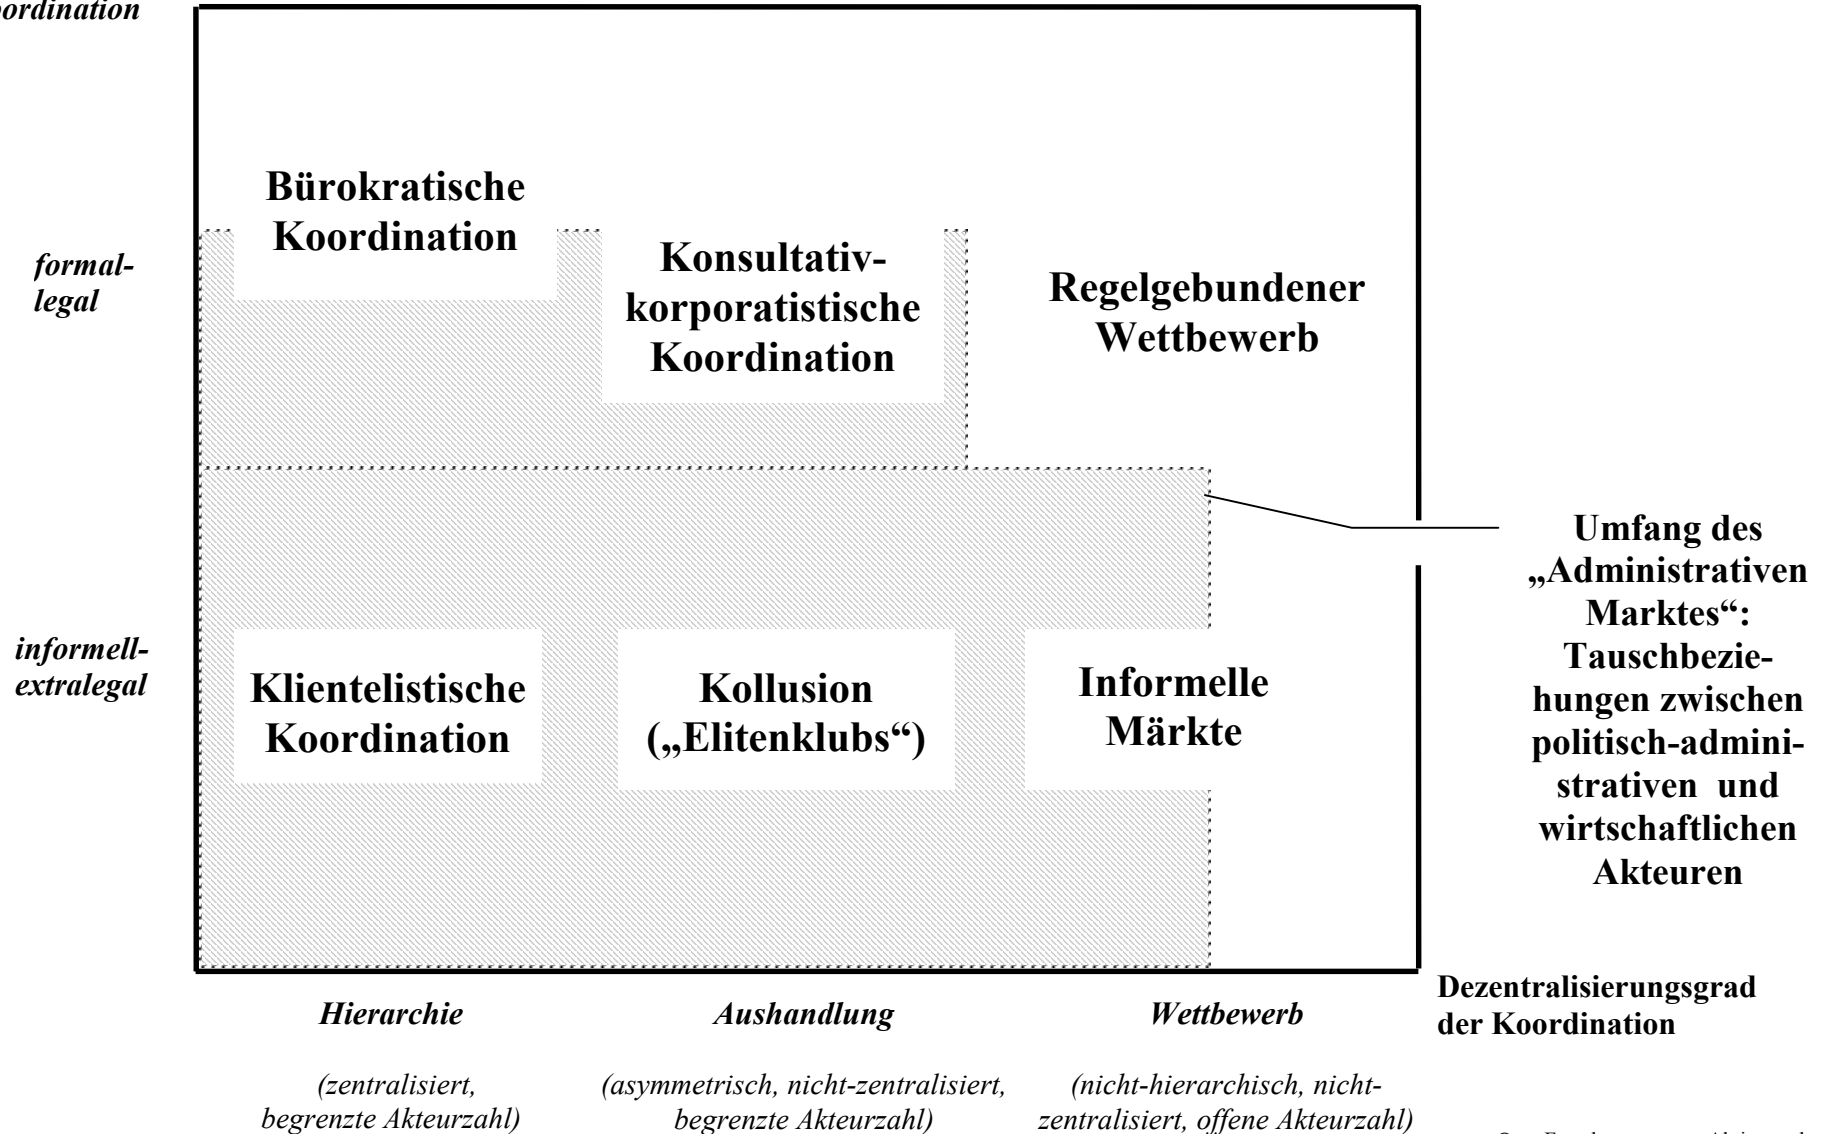 Bürokratische
Koordination
formal-
legal
Konsultativ-
korporatistische
Koordination
Regelgebundener
Wettbewerb
informell-
extralegal
Klientelistische
Koordination
Kollusion
(„Elitenklubs“)
Informelle
Märkte
Umfang des
„Administrativen
Marktes“:
Tauschbezie-
hungen zwischen
politisch-admini-
strativen und
wirtschaftlichen
Akteuren
Hierarchie
Aushandlung
Wettbewerb
Dezentralisierungsgrad
der Koordination
(zentralisiert,
begrenzte Akteurzahl)
(asymmetrisch, nicht-zentralisiert,
begrenzte Akteurzahl)
(nicht-hierarchisch, nicht-
zentralisiert, offene Akteurzahl)